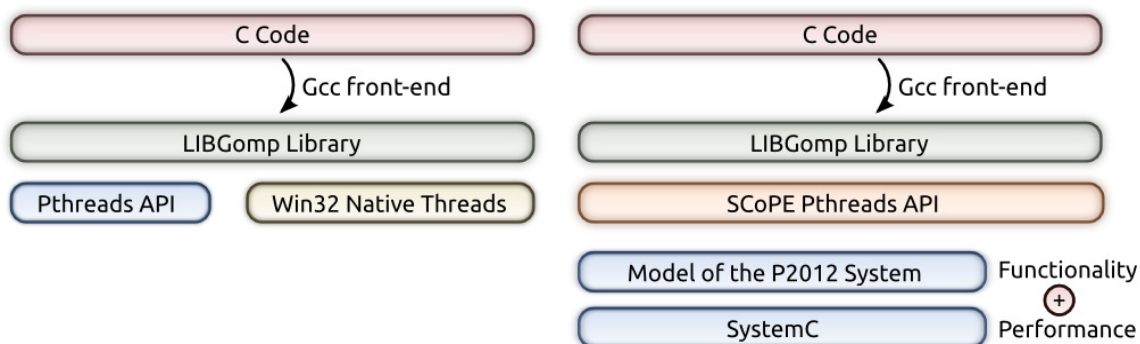 C Code
Gcc front-end
LIBGomp Library
Pthreads API
Win32 Native Threads
C Code
Gcc front-end
LIBGomp Library
SCoPE Pthreads API
Model of the P2012 System
SystemC
Functionality
+
Performance